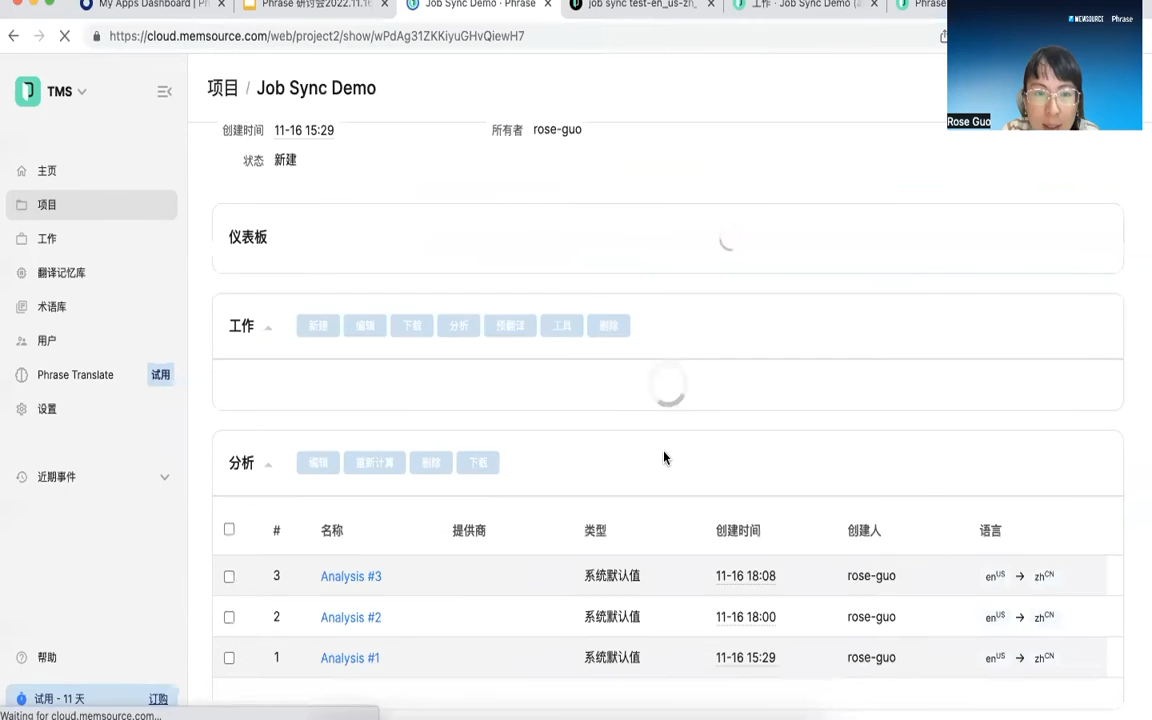 My Apps Dashboard | Ph
Phrase 研讨会2022.11.1
Job Sync Demo · Phrase
job sync test-en_us-zh_
工作 · Job Sync Demo (
Phrase
https://cloud.memsource.com/web/project2/show/wPdAg31ZKKiyuGHvQiewH7
MEMSOURCE Phrase
Rose Guo
TMS
项目 / Job Sync Demo
创建时间 11-16 15:29 所有者 rose-guo
状态 新建
主页
项目
工作
翻译记忆库
术语库
用户
Phrase Translate 试用
设置
近期事件
帮助
试用 - 11 天 订购
仪表板
工作 新建 编辑 下载 分析 预翻译 工具 删除
分析 编辑 重新计算 删除 下载
# 名称 提供商 类型 创建时间 创建人 语言
3 Analysis #3 系统默认值 11-16 18:08 rose-guo enUS → zhCN
2 Analysis #2 系统默认值 11-16 18:00 rose-guo enUS → zhCN
1 Analysis #1 系统默认值 11-16 15:29 rose-guo enUS → zhCN
Waiting for cloud.memsource.com...